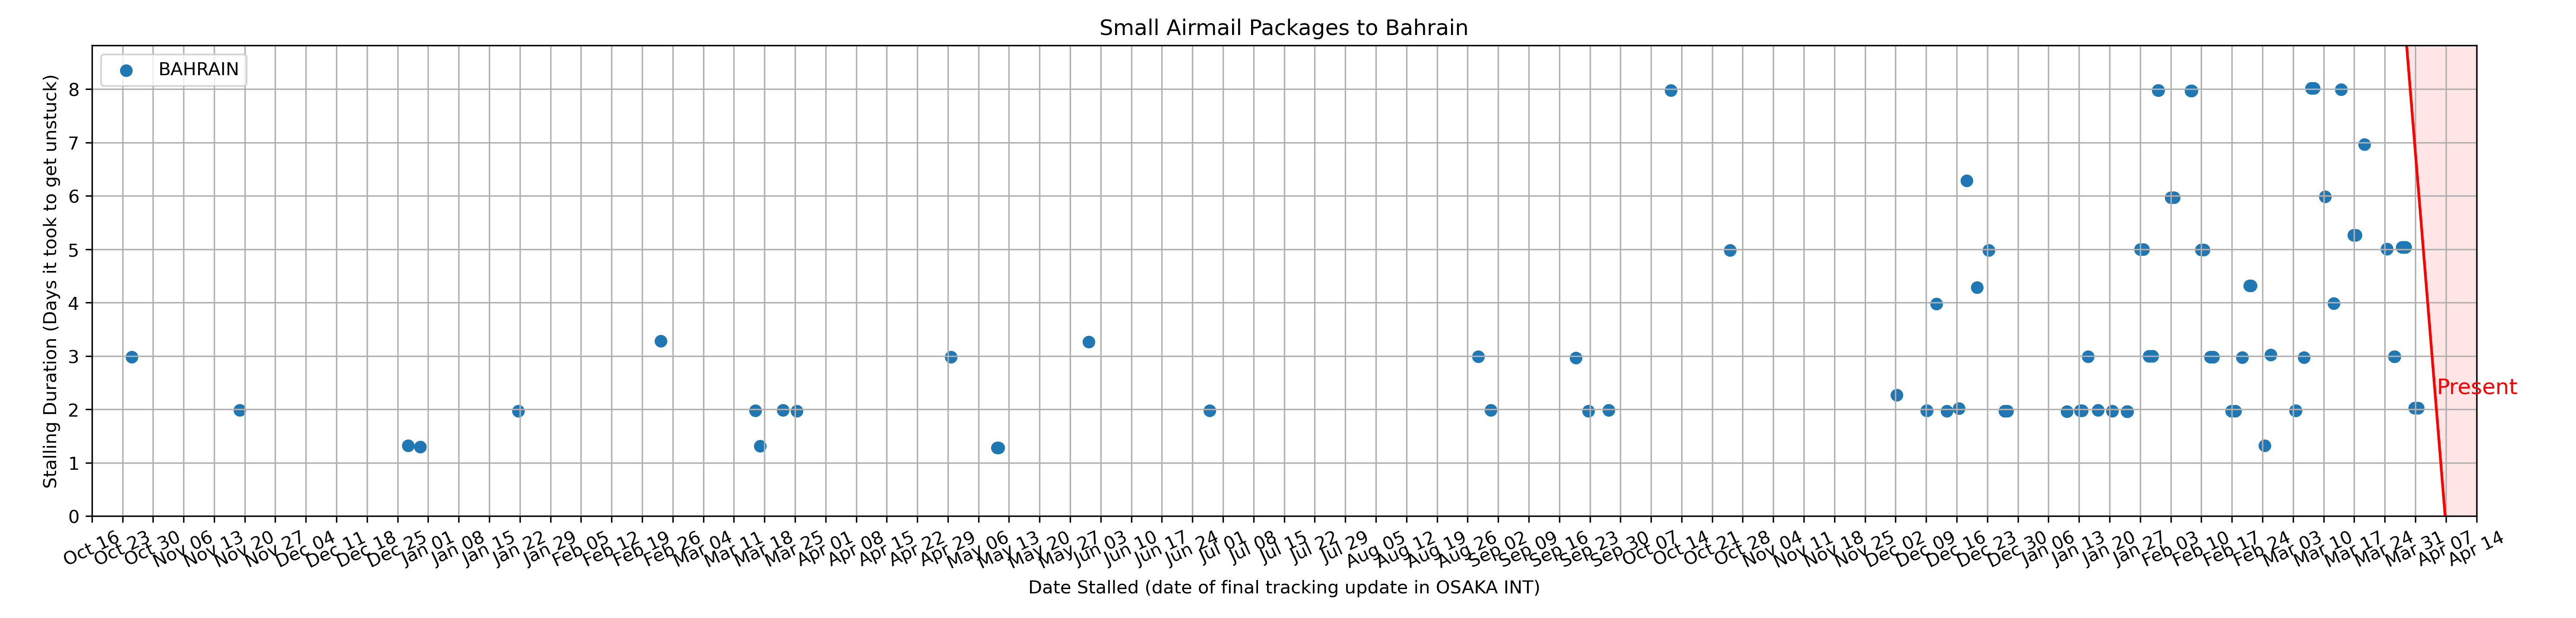 Small Airmail Packages to Bahrain
BAHRAIN
Stalling Duration (Days it took to get unstuck)
8
7
6
5
4
3
2
1
0
Present
Oct 16 Oct 23 Oct 30 Nov 06 Nov 13 Nov 20 Nov 27 Dec 04 Dec 11 Dec 18 Dec 25 Jan 01 Jan 08 Jan 15 Jan 22 Jan 29 Feb 05 Feb 12 Feb 19 Feb 26 Mar 04 Mar 11 Mar 18 Mar 25 Apr 01 Apr 08 Apr 15 Apr 22 Apr 29 May 06 May 13 May 20 May 27 Jun 03 Jun 10 Jun 17 Jun 24 Jul 01 Jul 08 Jul 15 Jul 22 Jul 29 Aug 05 Aug 12 Aug 19 Aug 26 Sep 02 Sep 09 Sep 16 Sep 23 Sep 30 Oct 07 Oct 14 Oct 21 Oct 28 Nov 04 Nov 11 Nov 18 Nov 25 Dec 02 Dec 09 Dec 16 Dec 23 Dec 30 Jan 06 Jan 13 Jan 20 Jan 27 Feb 03 Feb 10 Feb 17 Feb 24 Mar 03 Mar 10 Mar 17 Mar 24 Mar 31 Apr 07 Apr 14
Date Stalled (date of final tracking update in OSAKA INT)